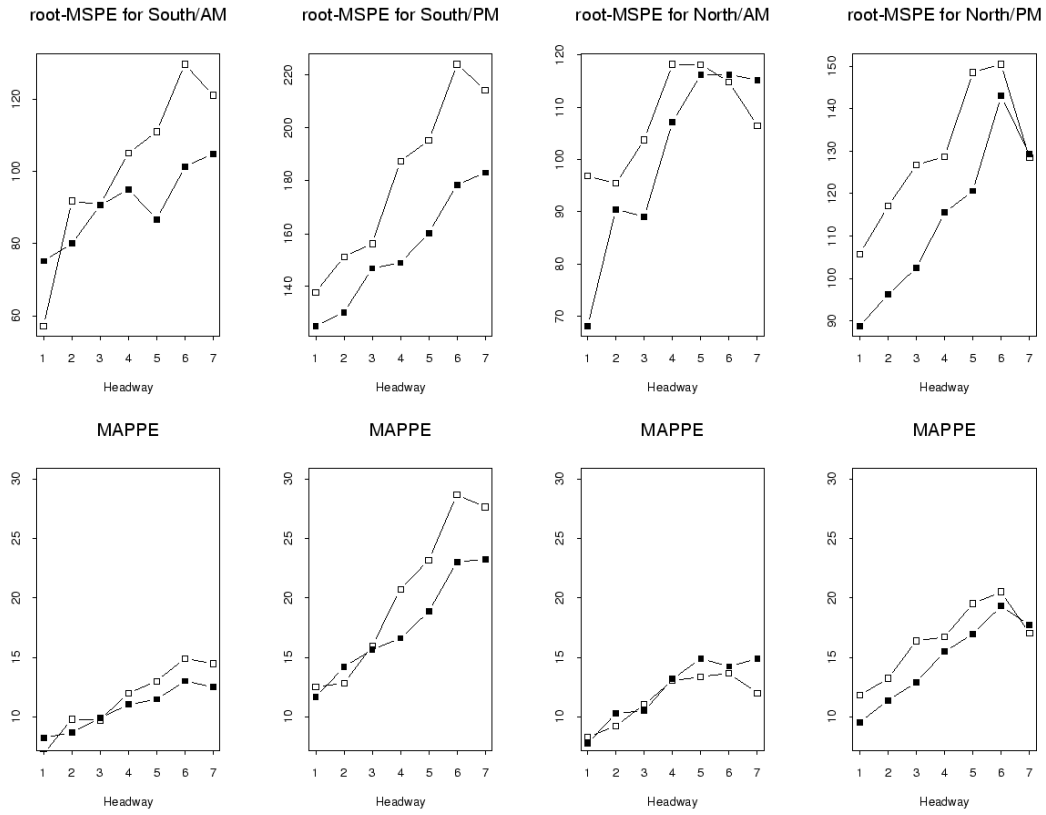 root-MSPE for South/AM
60 80 100 120
1 2 3 4 5 6 7
Headway
root-MSPE for South/PM
140 160 180 200 220
1 2 3 4 5 6 7
Headway
root-MSPE for North/AM
70 80 90 100 110 120
1 2 3 4 5 6 7
Headway
root-MSPE for North/PM
90 100 110 120 130 140 150
1 2 3 4 5 6 7
Headway
MAPPE
10 15 20 25 30
1 2 3 4 5 6 7
Headway
MAPPE
10 15 20 25 30
1 2 3 4 5 6 7
Headway
MAPPE
10 15 20 25 30
1 2 3 4 5 6 7
Headway
MAPPE
10 15 20 25 30
1 2 3 4 5 6 7
Headway